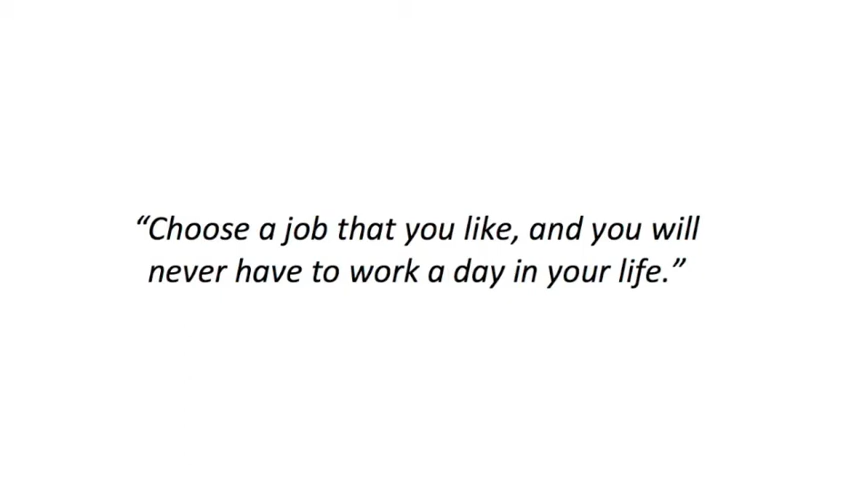 “Choose a job that you like, and you will
never have to work a day in your life.”